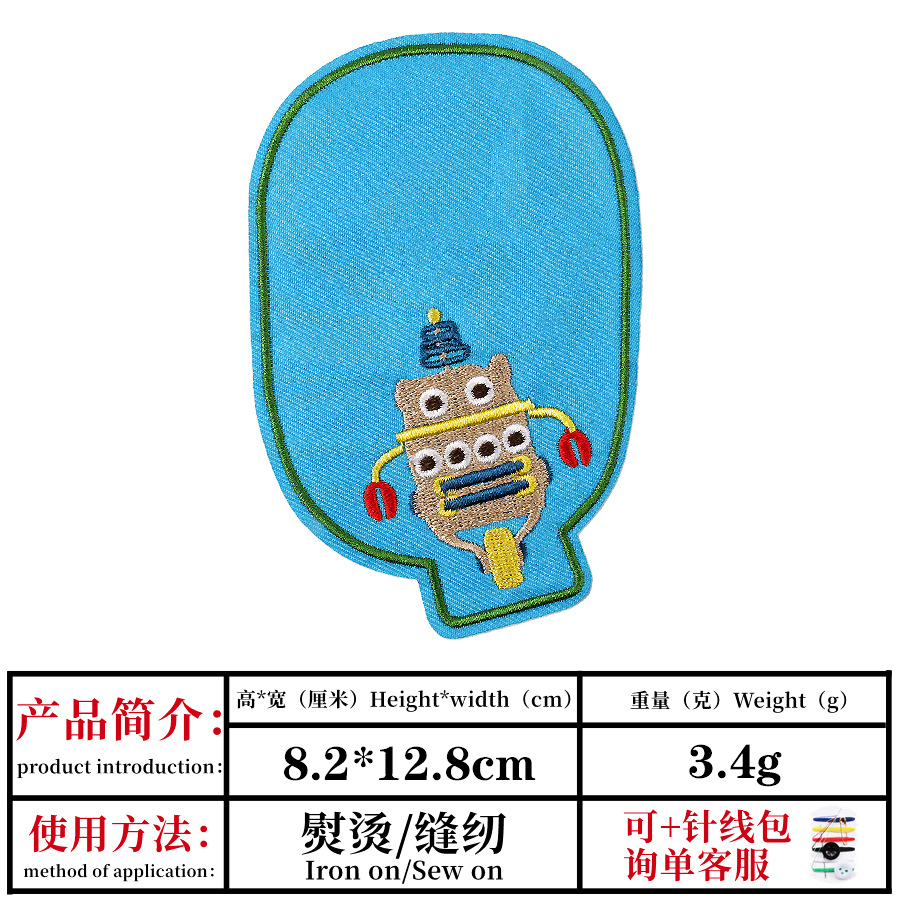 产品简介：
product introduction：
高*宽（厘米）Height*width（cm）
重量（克）Weight（g）
8.2*12.8cm
3.4g
使用方法：
method of application：
熨烫/缝纫
Iron on/Sew on
可+针线包
询单客服